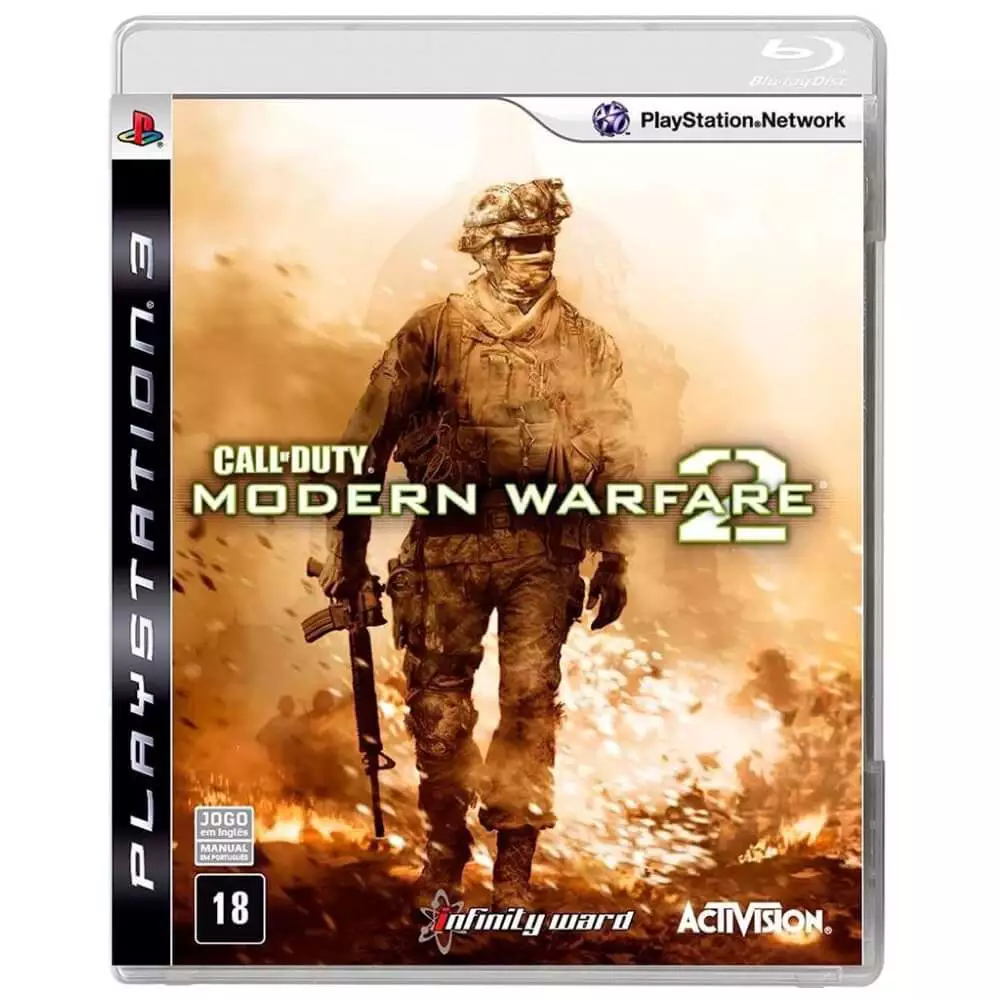 Blu-ray Disc
PlayStation®Network
PLAYSTATION®3
CALL OF DUTY®
MODERN WARFARE® 2
JOGO
em Inglês
MANUAL
EM PORTUGUÊS
18
infinity ward
ACTIVISION®